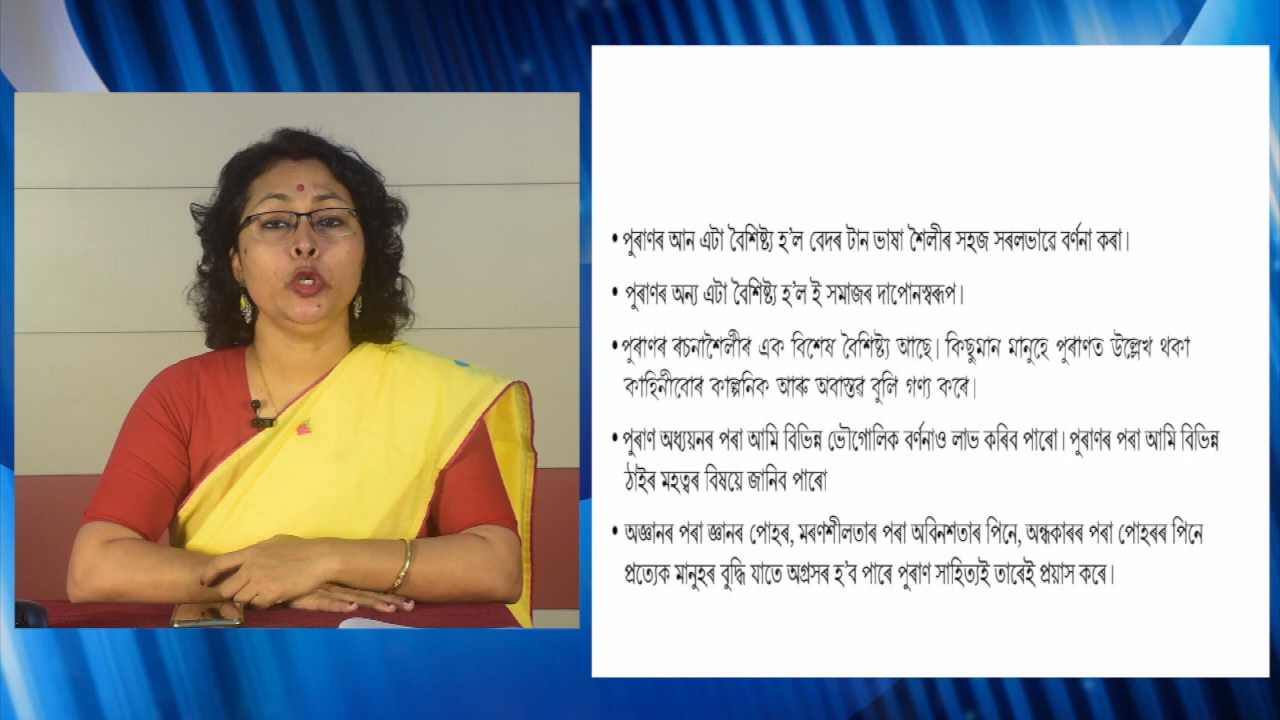 • পুৰাণৰ আন এটা বৈশিষ্ট্য হ'ল বেদৰ টান ভাষা শৈলীৰ সহজ সৰলভাৱে বৰ্ণনা কৰা।
• পুৰাণৰ অন্য এটা বৈশিষ্ট্য হ'ল ই সমাজৰ দাপোনস্বৰূপ।
• পুৰাণৰ ৰচনাশৈলীৰ এক বিশেষ বৈশিষ্ট্য আছে। কিছুমান মানুহে পুৰাণত উল্লেখ থকা
কাহিনীবোৰ কাল্পনিক আৰু অবাস্তৱ বুলি গণ্য কৰে।
• পুৰাণ অধ্যয়নৰ পৰা আমি বিভিন্ন ভৌগোলিক বৰ্ণনাও লাভ কৰিব পাৰো। পুৰাণৰ পৰা আমি বিভিন্ন
ঠাইৰ মহত্বৰ বিষয়ে জানিব পাৰো
• অজ্ঞানৰ পৰা জ্ঞানৰ পোহৰ, মৰণশীলতাৰ পৰা অবিনশতাৰ পিনে, অন্ধকাৰৰ পৰা পোহৰৰ পিনে
প্ৰত্যেক মানুহৰ বুদ্ধি যাতে অগ্ৰসৰ হ'ব পাৰে পুৰাণ সাহিত্যই তাৰেই প্ৰয়াস কৰে।